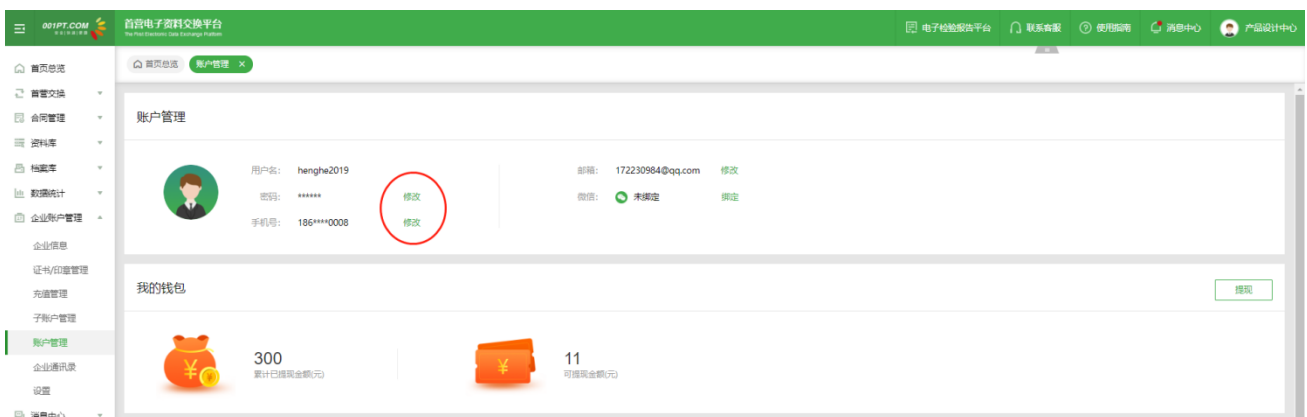 001PT.COM
首营电子资料交换平台
电子检验报告平台
联系客服
使用指南
消息中心
产品设计中心
首页总览
账户管理 ×
首页总览
首营交换
合同管理
资料库
档案库
数据统计
企业账户管理
企业信息
证书/印章管理
充值管理
子账户管理
账户管理
企业通讯录
设置
消息中心
账户管理
用户名: henghe2019
密码: ****** 修改
手机号: 186****0008 修改
邮箱: 172230984@qq.com 修改
微信: 未绑定 绑定
我的钱包
提现
300
累计已提现金额(元)
11
可提现金额(元)